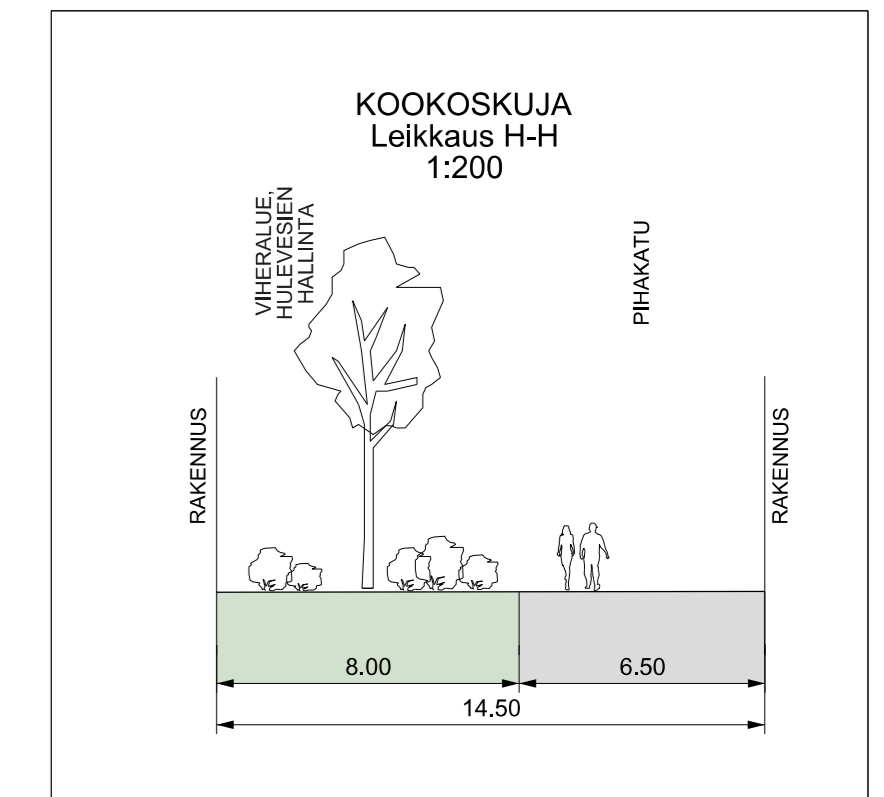 KOOKOSKUJA
Leikkaus H-H
1:200
VIHERALUE,
HULEVESIEN
HALLINTA
PIHAKATU
RAKENNUS
RAKENNUS
8.00
6.50
14.50